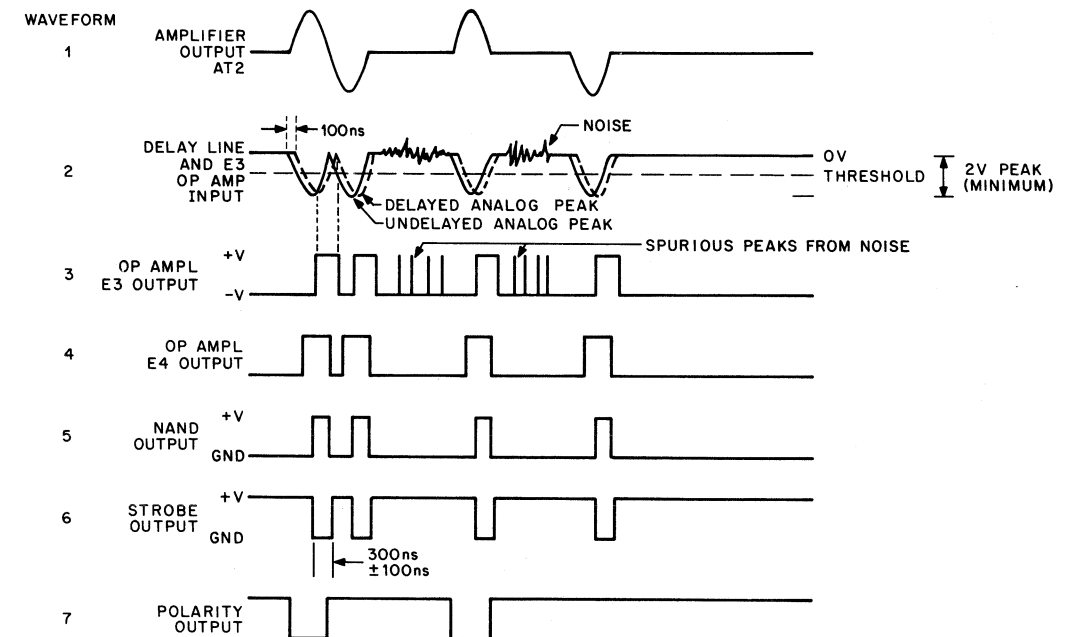 WAVEFORM
1
AMPLIFIER
OUTPUT
AT2
100ns
NOISE
2
DELAY LINE
AND E3
OP AMP
INPUT
0V
THRESHOLD
2V PEAK
(MINIMUM)
DELAYED ANALOG PEAK
UNDELAYED ANALOG PEAK
SPURIOUS PEAKS FROM NOISE
3
OP AMPL
E3 OUTPUT
+V
-V
4
OP AMPL
E4 OUTPUT
5
NAND
OUTPUT
+V
GND
6
STROBE
OUTPUT
+V
GND
300ns
±100ns
7
POLARITY
OUTPUT